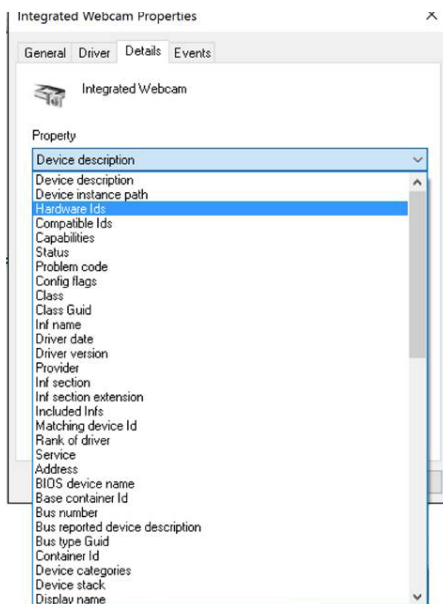 Integrated Webcam Properties
General Driver Details Events
Integrated Webcam
Property
Device description
Device description
Device instance path
Hardware Ids
Compatible Ids
Capabilities
Status
Problem code
Config flags
Class
Class Guid
Inf name
Driver date
Driver version
Provider
Inf section
Inf section extension
Included Infs
Matching device Id
Rank of driver
Service
Address
BIOS device name
Base container Id
Bus number
Bus reported device description
Bus type Guid
Container Id
Device categories
Device stack
Display name